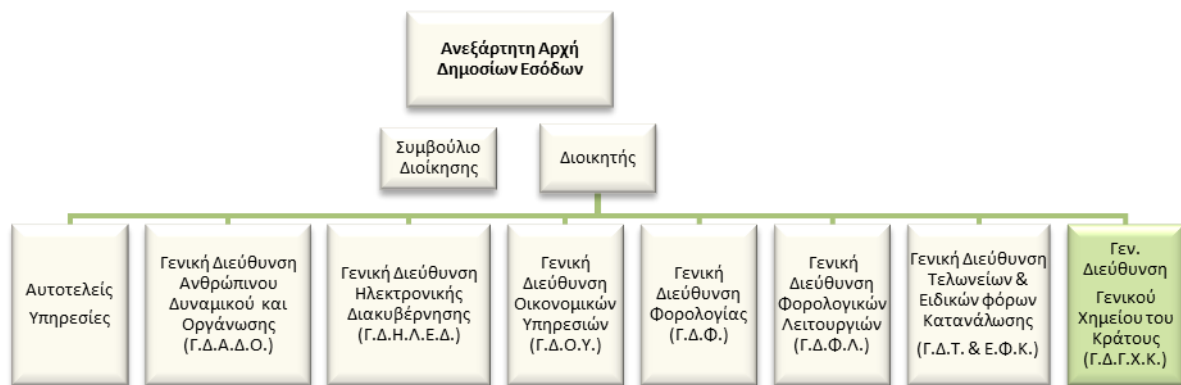 Ανεξάρτητη Αρχή
Δημοσίων Εσόδων
Συμβούλιο
Διοίκησης
Διοικητής
Αυτοτελείς
Υπηρεσίες
Γενική Διεύθυνση
Ανθρώπινου
Δυναμικού και
Οργάνωσης
(Γ.Δ.Α.Δ.Ο.)
Γενική Διεύθυνση
Ηλεκτρονικής
Διακυβέρνησης
(Γ.Δ.Η.Λ.Ε.Δ.)
Γενική
Διεύθυνση
Οικονομικών
Υπηρεσιών
(Γ.Δ.Ο.Υ.)
Γενική
Διεύθυνση
Φορολογίας
(Γ.Δ.Φ.)
Γενική
Διεύθυνση
Φορολογικών
Λειτουργιών
(Γ.Δ.Φ.Λ.)
Γενική Διεύθυνση
Τελωνείων &
Ειδικών φόρων
Κατανάλωσης
(Γ.Δ.Τ. & Ε.Φ.Κ.)
Γεν.
Διεύθυνση
Γενικού
Χημείου του
Κράτους
(Γ.Δ.Γ.Χ.Κ.)